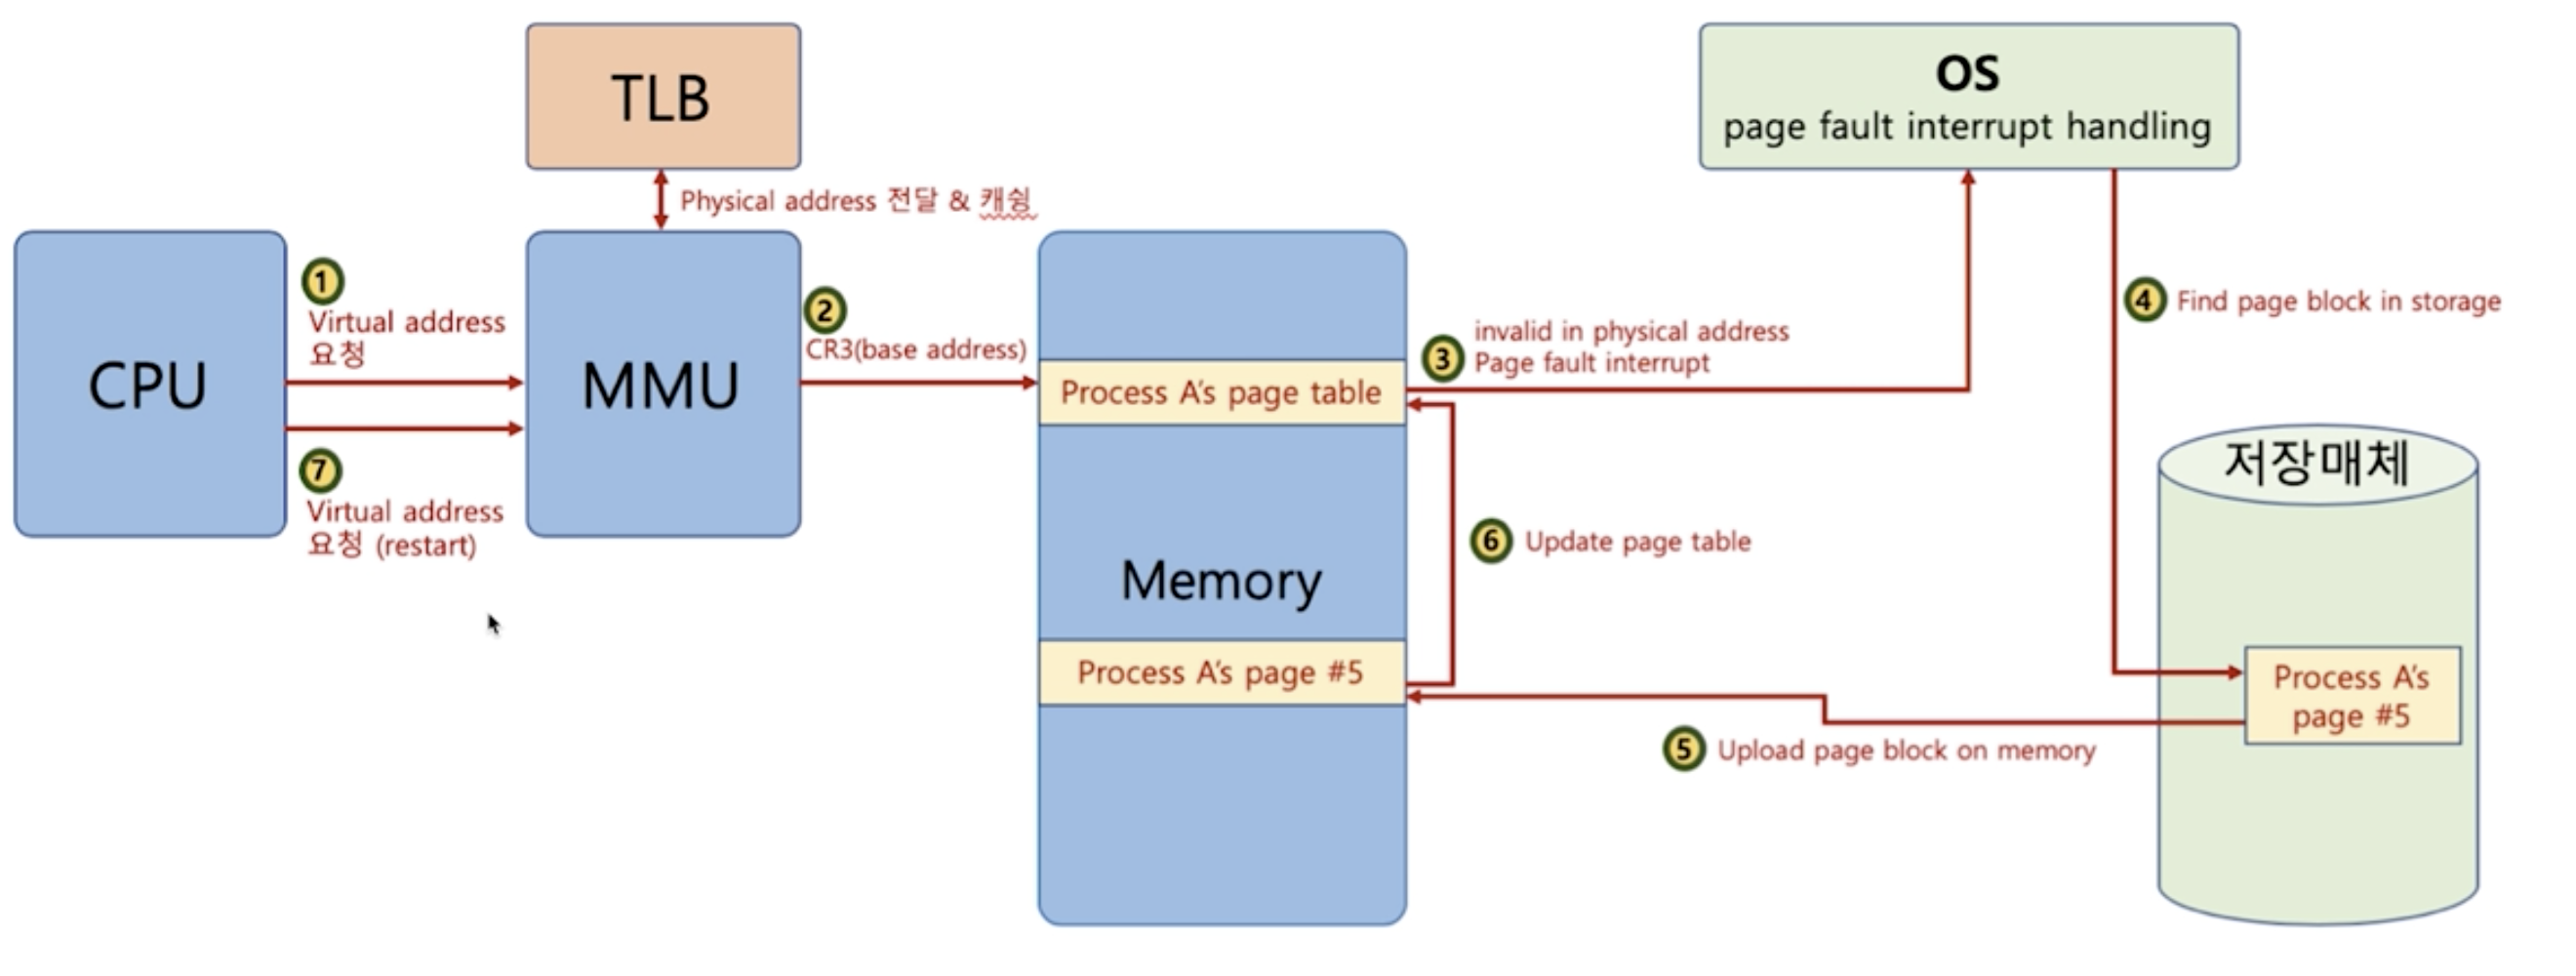 TLB
OS
page fault interrupt handling
Physical address 전달 & 캐슁
CPU
1
Virtual address
요청
7
Virtual address
요청 (restart)
MMU
2
CR3(base address)
Process A's page table
Memory
Process A's page #5
3
invalid in physical address
Page fault interrupt
4
Find page block in storage
6
Update page table
저장매체
Process A's
page #5
5
Upload page block on memory